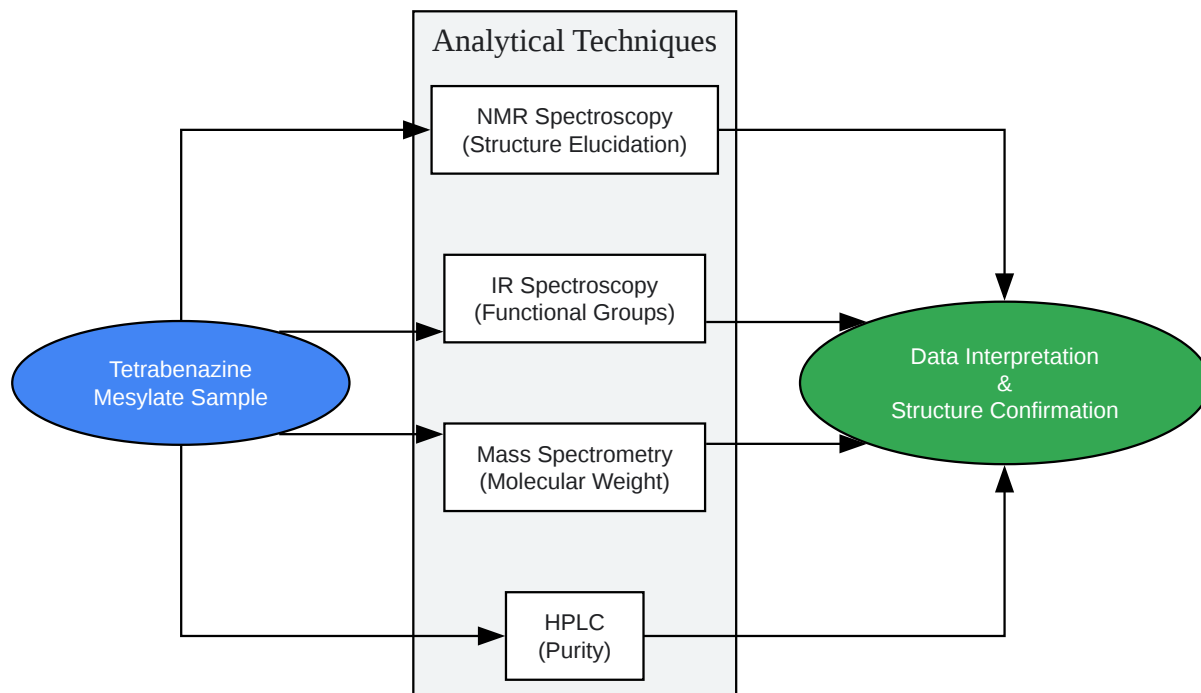 Analytical Techniques
NMR Spectroscopy
(Structure Elucidation)
IR Spectroscopy
(Functional Groups)
Tetrabenazine
Mesylate Sample
Data Interpretation
&
Structure Confirmation
Mass Spectrometry
(Molecular Weight)
HPLC
(Purity)